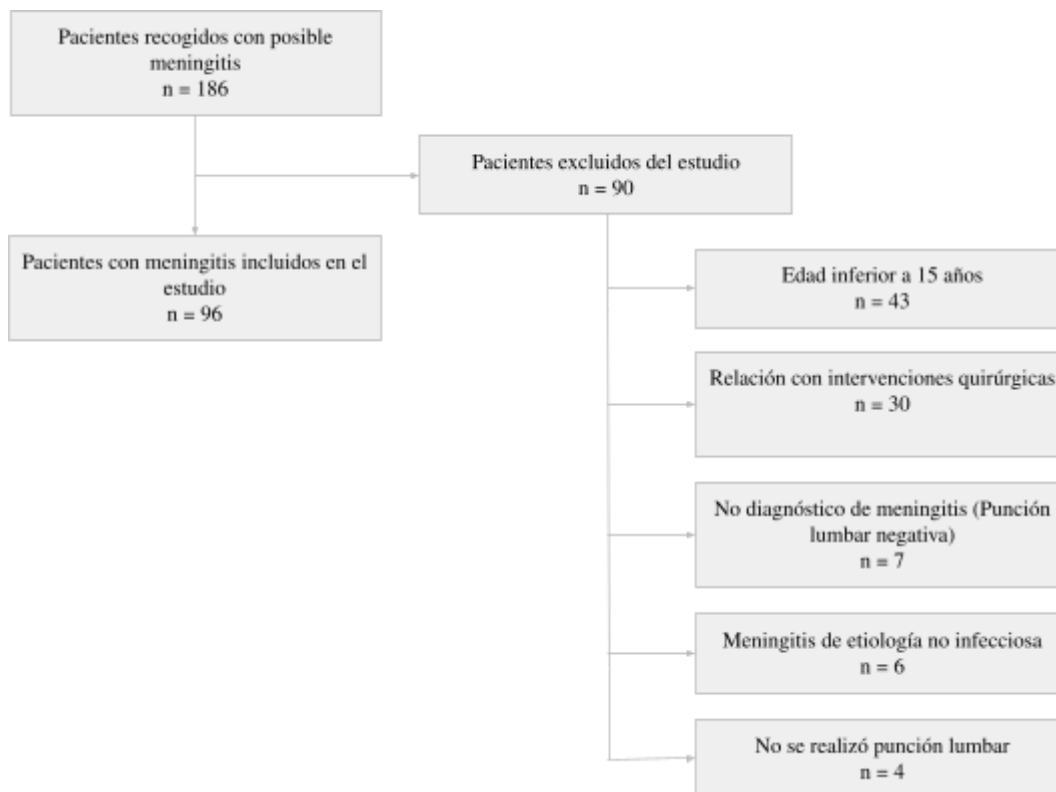 Pacientes recogidos con posible
meningitis
n = 186
Pacientes excluidos del estudio
n = 90
Pacientes con meningitis incluidos en el
estudio
n = 96
Edad inferior a 15 años
n = 43
Relación con intervenciones quirúrgicas
n = 30
No diagnóstico de meningitis (Punción
lumbar negativa)
n = 7
Meningitis de etiología no infecciosa
n = 6
No se realizó punción lumbar
n = 4